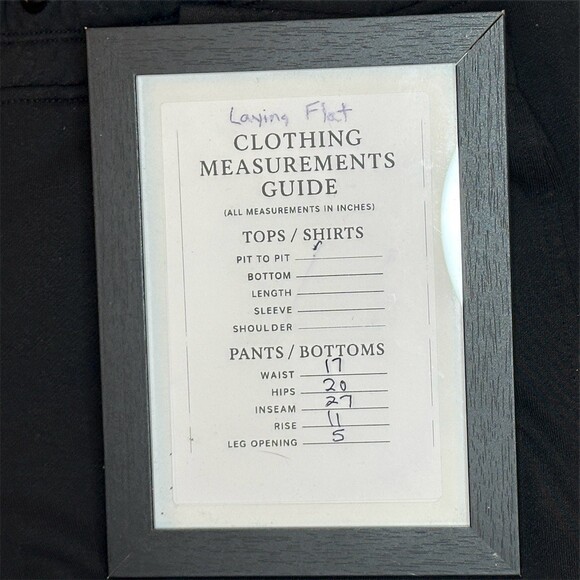 Laying Flat
CLOTHING
MEASUREMENTS
GUIDE
(ALL MEASUREMENTS IN INCHES)
TOPS / SHIRTS
PIT TO PIT
BOTTOM
LENGTH
SLEEVE
SHOULDER
PANTS / BOTTOMS
WAIST 17
HIPS 20
INSEAM 27
RISE 11
LEG OPENING 5